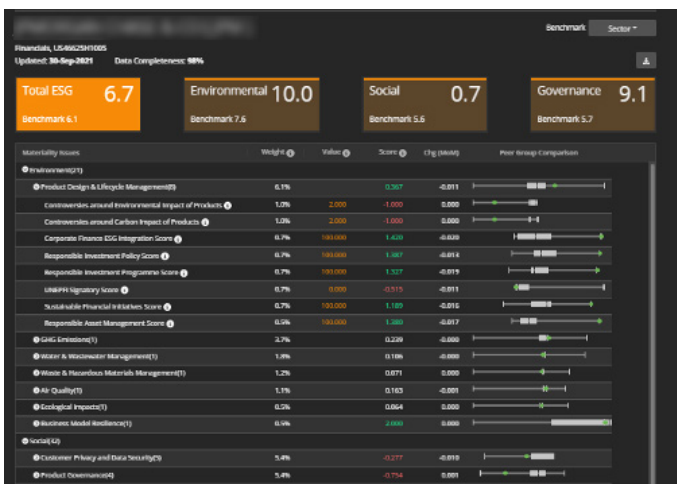 Benchmark Sector
Financials, US46625H1005
Updated: 30-Sep-2021 Data Completeness: 98%
Total ESG 6.7 Environmental 10.0 Social 0.7 Governance 9.1
Benchmark 6.1 Benchmark 7.6 Benchmark 5.6 Benchmark 5.7
Materiality Issues Weight Value Score Chg (MoM) Peer Group Comparison
Environment(21)
Product Design & Lifecycle Management(8) 6.1% 0.367 -0.011
Controversies around Environmental Impact of Products 1.0% 2.000 -1.000 0.000
Controversies around Carbon Impact of Products 1.0% 2.000 -1.000 0.000
Corporate Finance ESG Integration Score 0.7% 100.000 1.420 -0.020
Responsible Investment Policy Score 0.7% 100.000 1.387 -0.013
Responsible Investment Programme Score 0.7% 100.000 1.327 -0.019
UNEPFI Signatory Score 0.7% 0.000 -0.515 -0.011
Sustainable Financial Initiatives Score 0.7% 100.000 1.189 -0.016
Responsible Asset Management Score 0.5% 100.000 1.380 -0.017
GHG Emissions(1) 3.7% 0.239 -0.000
Water & Wastewater Management(1) 1.8% 0.106 -0.000
Waste & Hazardous Materials Management(1) 1.2% 0.071 -0.000
Air Quality(1) 1.1% 0.163 -0.001
Ecological Impacts(1) 0.5% 0.064 0.000
Business Model Resilience(1) 0.5% 2.000 0.000
Social(32)
Customer Privacy and Data Security(5) 5.4% -0.277 -0.010
Product Governance(4) 5.4% -0.754 0.001